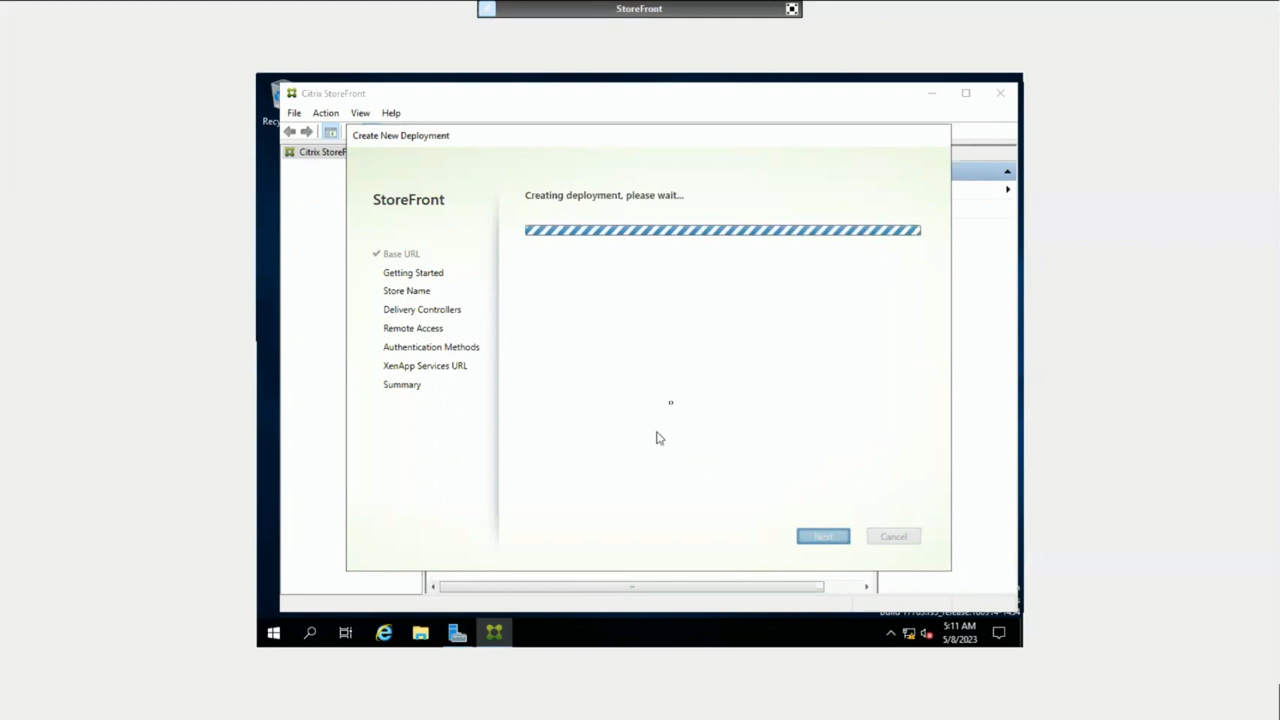 StoreFront
Citrix StoreFront
File Action View Help
Create New Deployment
Citrix StoreF
StoreFront
Creating deployment, please wait...
Base URL
Getting Started
Store Name
Delivery Controllers
Remote Access
Authentication Methods
XenApp Services URL
Summary
Next Cancel
5:11 AM
5/8/2023